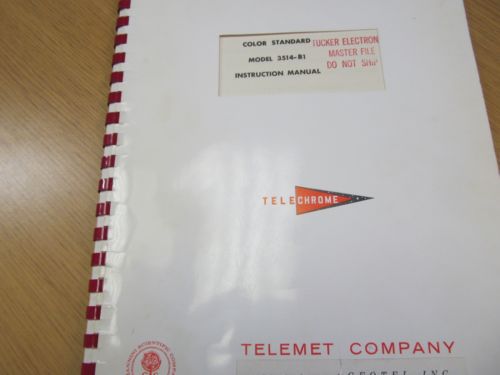 COLOR STANDARD
MODEL 3514-B1
INSTRUCTION MANUAL
TUCKER ELECTRON
MASTER FILE
DO NOT SHIP
TELECHROME
TELEMET COMPANY